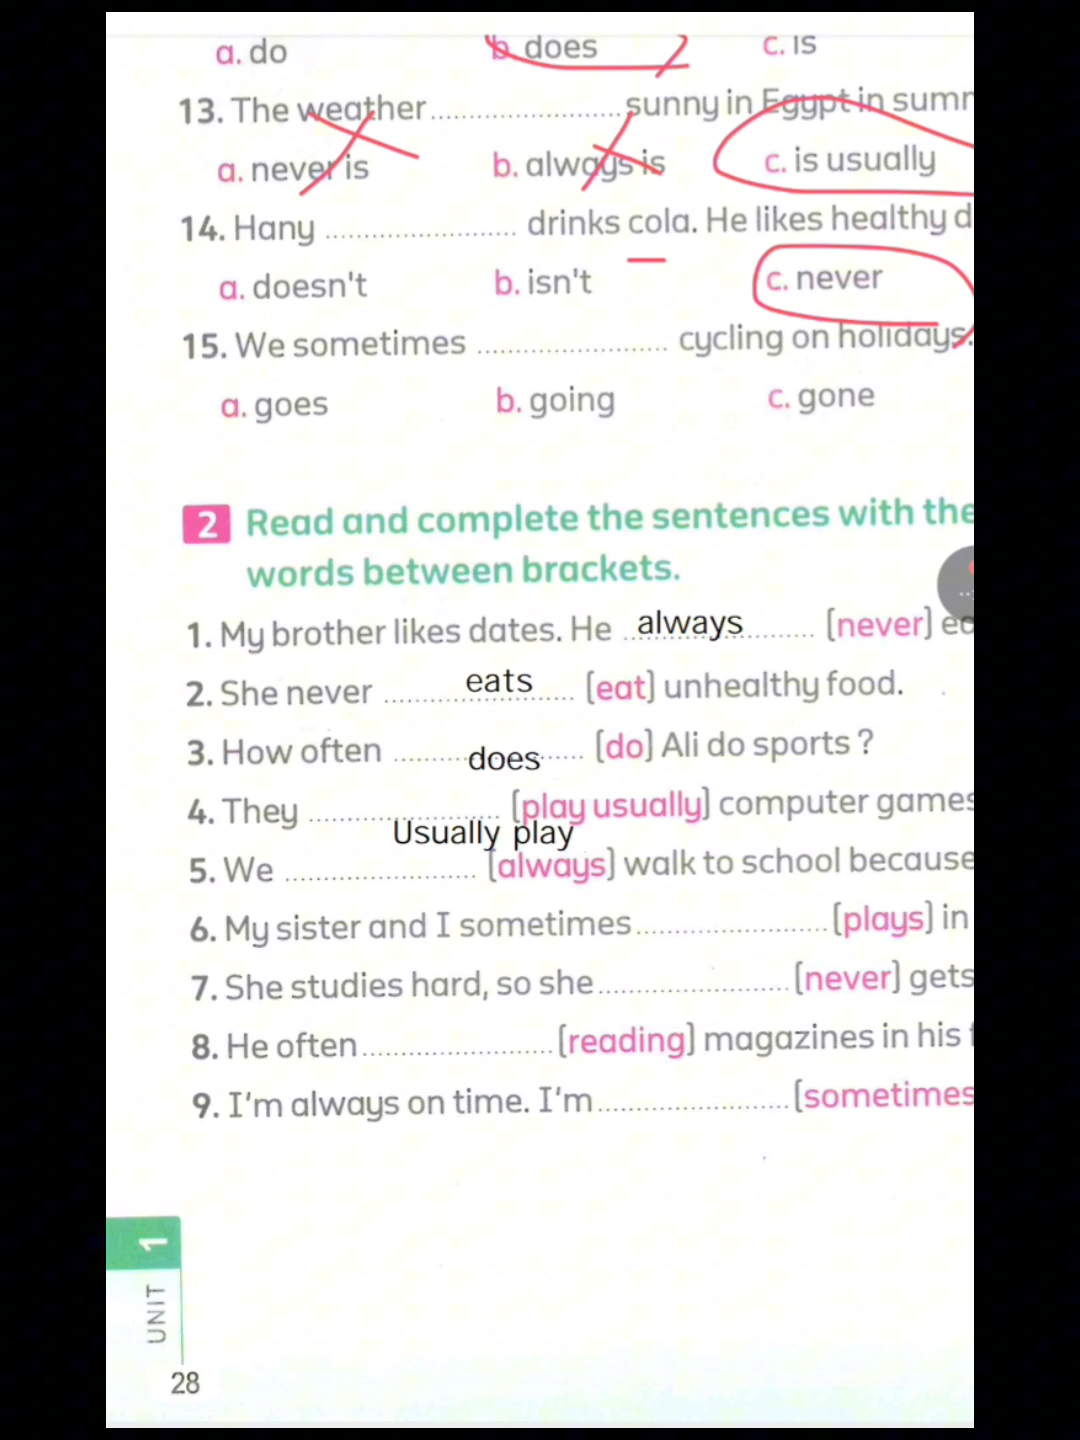 a. do b. does c. is
13. The weather ........................ sunny in Egypt in
a. never is b. always is c. is usually
14. Hany ........................ drinks cola. He likes healthy
a. doesn't b. isn't c. never
15. We sometimes ........................ cycling on holidays.
a. goes b. going c. gone
2 Read and complete the sentences with the
words between brackets.
1. My brother likes dates. He always [never]
2. She never eats [eat] unhealthy food.
3. How often does [do] Ali do sports ?
4. They ........................ [play usually] computer games
Usually play
5. We ........................ [always] walk to school because
6. My sister and I sometimes ........................ [plays] in
7. She studies hard, so she ........................ [never] gets
8. He often ........................ [reading] magazines in his
9. I'm always on time. I'm ........................ [sometimes
UNIT 1
28